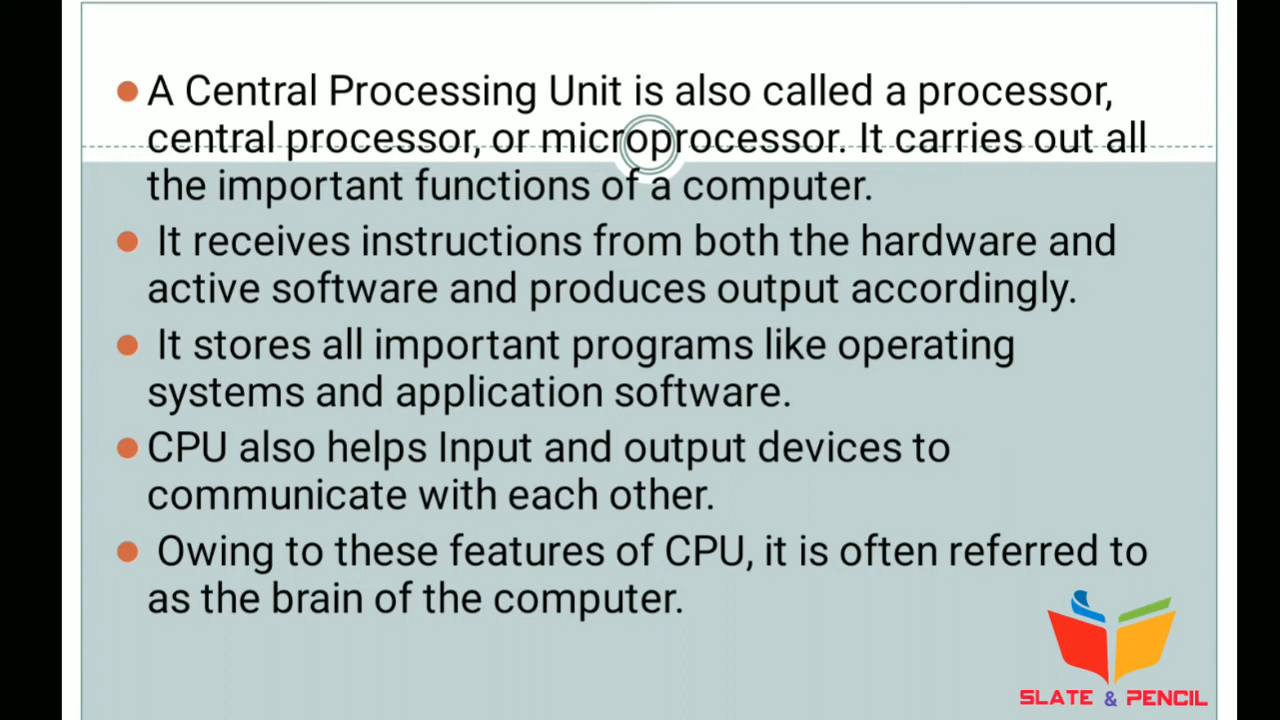 A Central Processing Unit is also called a processor,
central processor, or microprocessor. It carries out all
the important functions of a computer.
It receives instructions from both the hardware and
active software and produces output accordingly.
It stores all important programs like operating
systems and application software.
CPU also helps Input and output devices to
communicate with each other.
Owing to these features of CPU, it is often referred to
as the brain of the computer.
SLATE & PENCIL